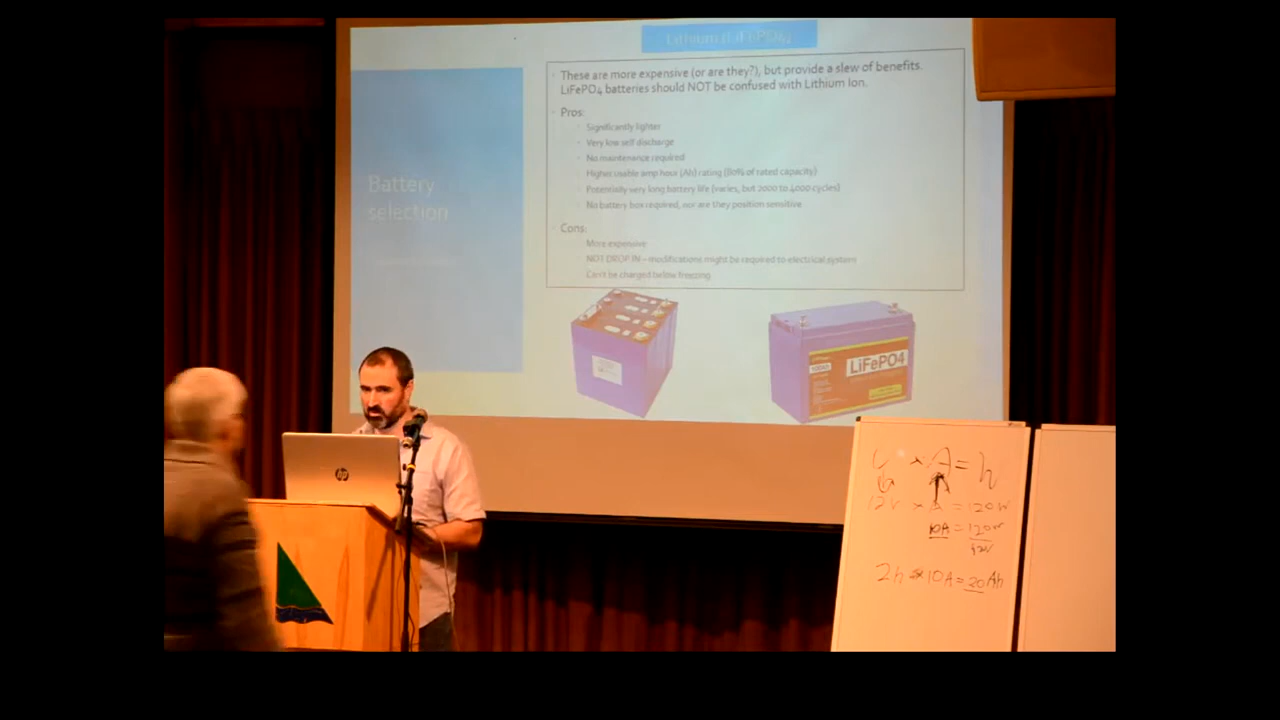 Lithium (LiFePO4)
These are more expensive (or are they?), but provide a slew of benefits.
LiFePO4 batteries should NOT be confused with Lithium Ion.
Pros:
Significantly lighter
Very low self discharge
No maintenance required
Higher usable amp hour (Ah) rating (80% of rated capacity)
Potentially very long battery life (varies, but 2000 to 4000 cycles)
No battery box required, nor are they position sensitive
Cons:
More expensive
NOT DROP IN – modifications might be required to electrical system
Can't be charged below freezing
Battery
selection
LiFePO4
hp
× A = h
12V × A = 120W
10A = 120W
12V
2h × 10A = 20Ah